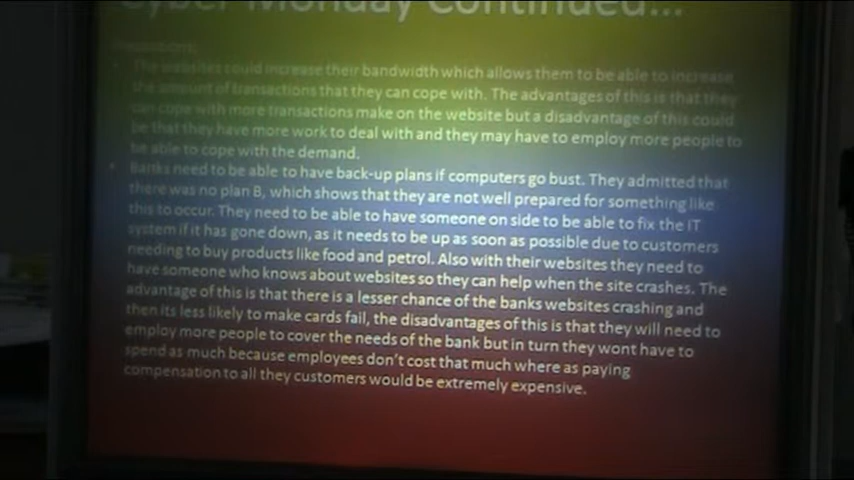 Cyber Monday Continued...
The websites could increase their bandwidth which allows them to be able to increase
the amount of transactions that they can cope with. The advantages of this is that they
can cope with more transactions make on the website but a disadvantage of this could
be that they have more work to deal with and they may have to employ more people to
be able to cope with the demand.
Banks need to be able to have back-up plans if computers go bust. They admitted that
there was no plan B, which shows that they are not well prepared for something like
this to occur. They need to be able to have someone on side to be able to fix the IT
system if it has gone down, as it needs to be up as soon as possible due to customers
needing to buy products like food and petrol. Also with their websites they need to
have someone who knows about websites so they can help when the site crashes. The
advantage of this is that there is a lesser chance of the banks websites crashing and
then its less likely to make cards fail, the disadvantages of this is that they will need to
employ more people to cover the needs of the bank but in turn they wont have to
spend as much because employees don't cost that much where as paying
compensation to all they customers would be extremely expensive.